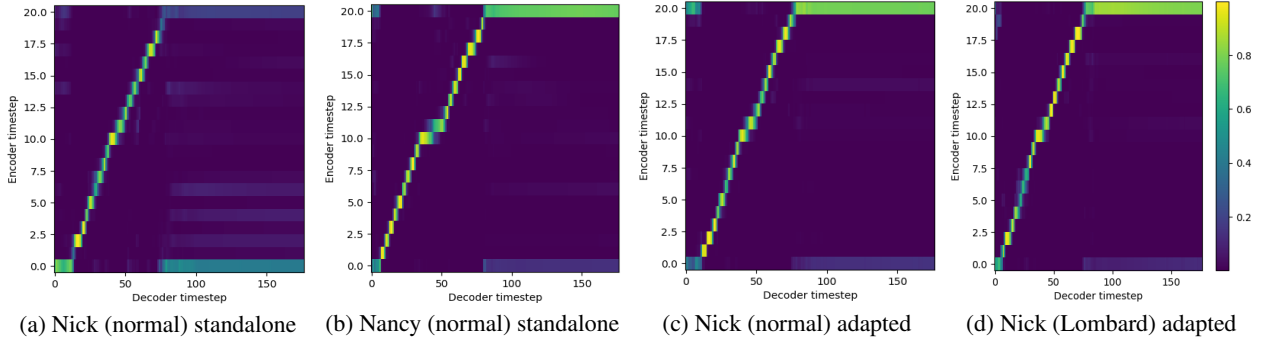 20.0
17.5
15.0
12.5
10.0
7.5
5.0
2.5
0.0
Encoder timestep
0 50 100 150
Decoder timestep
(a) Nick (normal) standalone
20.0
17.5
15.0
12.5
10.0
7.5
5.0
2.5
0.0
Encoder timestep
0 50 100 150
Decoder timestep
(b) Nancy (normal) standalone
20.0
17.5
15.0
12.5
10.0
7.5
5.0
2.5
0.0
Encoder timestep
0 50 100 150
Decoder timestep
(c) Nick (normal) adapted
20.0
17.5
15.0
12.5
10.0
7.5
5.0
2.5
0.0
Encoder timestep
0 50 100 150
Decoder timestep
(d) Nick (Lombard) adapted
0.8
0.6
0.4
0.2